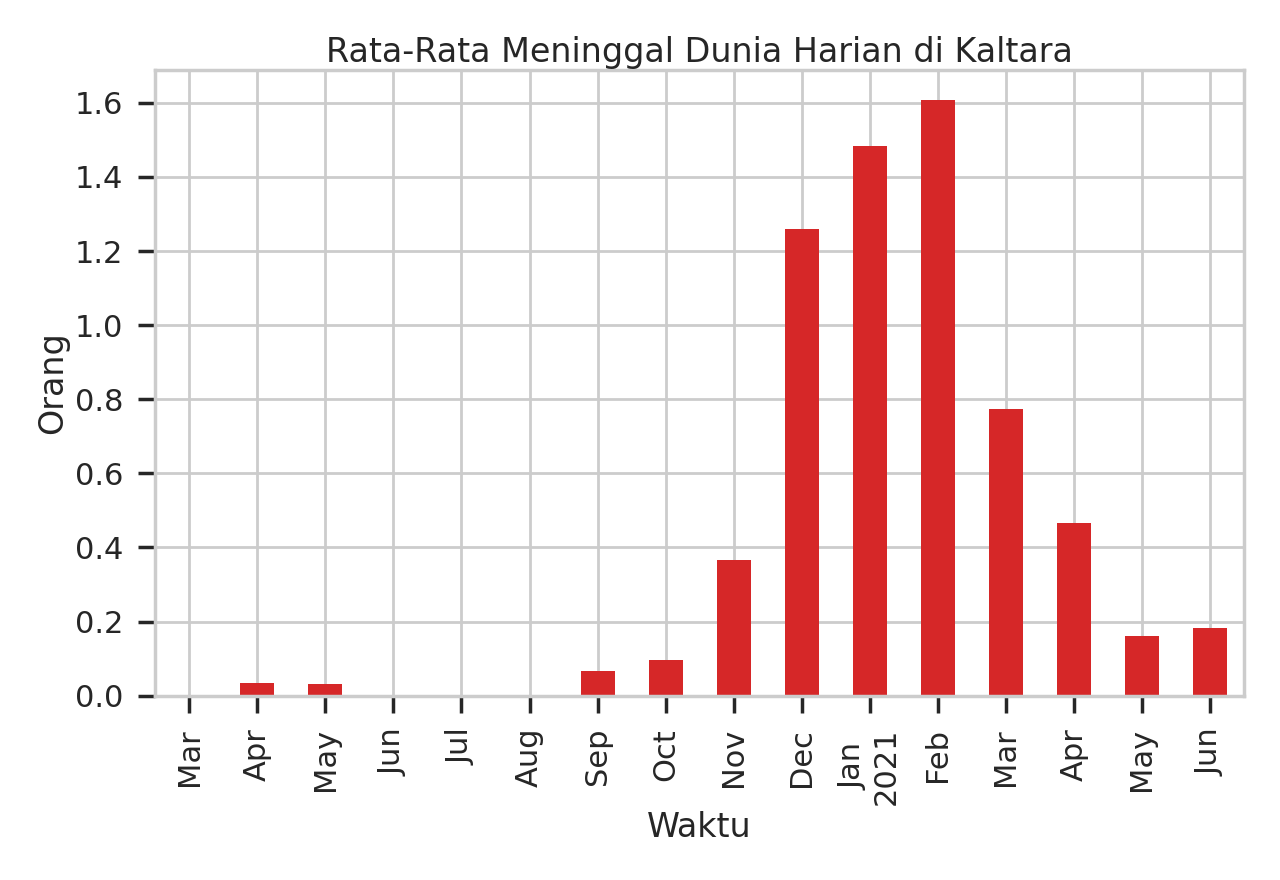 Rata-Rata Meninggal Dunia Harian di Kaltara
Orang
1.6
1.4
1.2
1.0
0.8
0.6
0.4
0.2
0.0
Mar
Apr
May
Jun
Jul
Aug
Sep
Oct
Nov
Dec
Jan
2021
Feb
Mar
Apr
May
Jun
Waktu